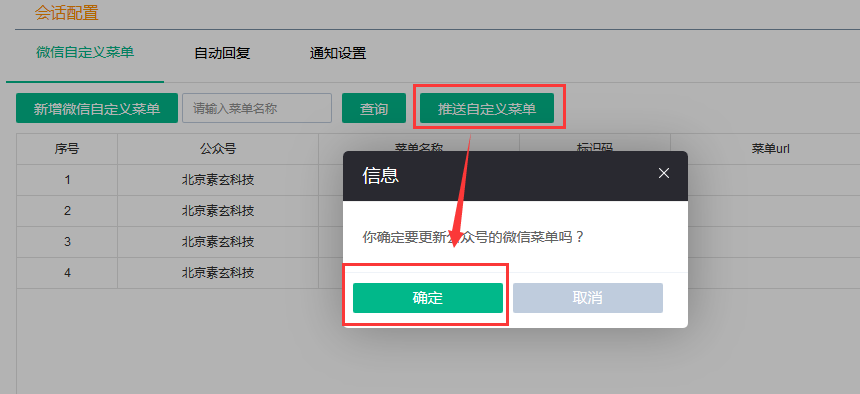 会话配置
微信自定义菜单 自动回复 通知设置
新增微信自定义菜单 请输入菜单名称 查询 推送自定义菜单
序号 公众号 菜单名称 标识码 菜单url
1 北京素玄科技
2 北京素玄科技
3 北京素玄科技
4 北京素玄科技
信息
你确定要更新公众号的微信菜单吗？
确定 取消